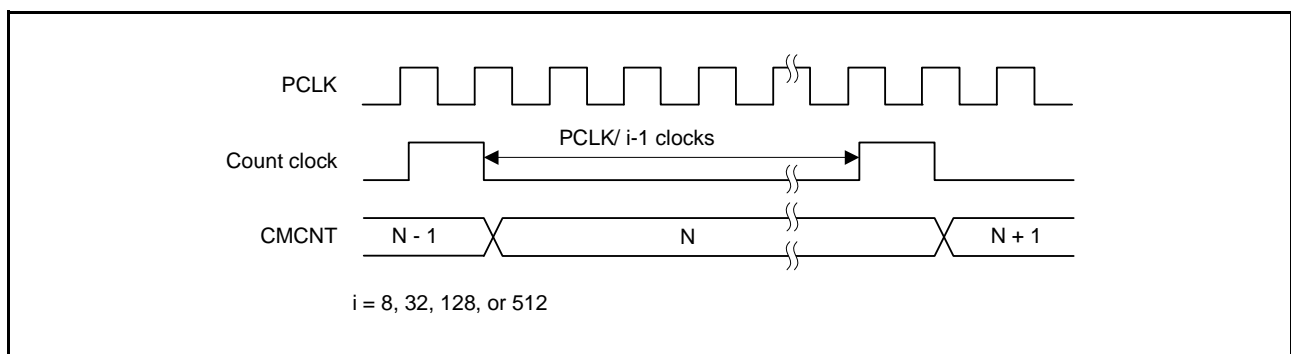 PCLK
PCLK/ i-1 clocks
Count clock
CMCNT N - 1 N N + 1
i = 8, 32, 128, or 512